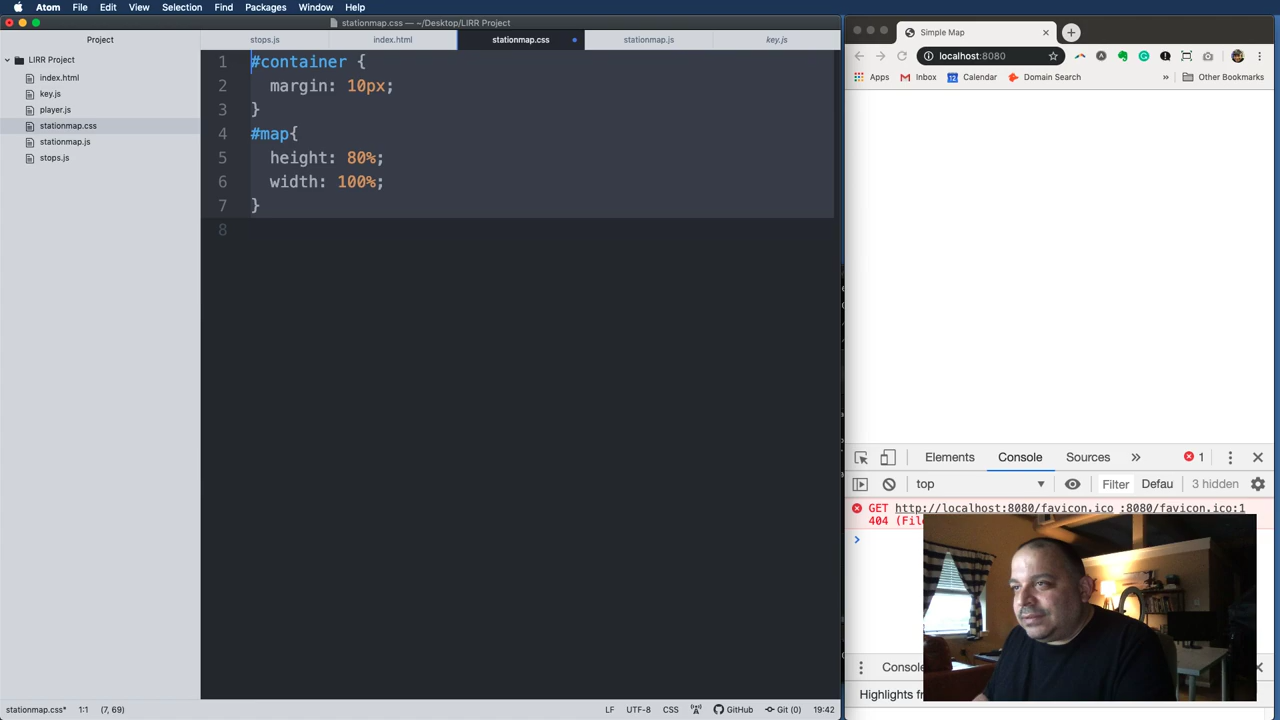 Atom File Edit View Selection Find Packages Window Help
stationmap.css — ~/Desktop/LIRR Project
Project
stops.js
index.html
stationmap.css
stationmap.js
key.js
LIRR Project
index.html
key.js
player.js
stationmap.css
stationmap.js
stops.js
1 #container {
2 margin: 10px;
3 }
4 #map{
5 height: 80%;
6 width: 100%;
7 }
8
stationmap.css* 1:1 (7, 69)
LF UTF-8 CSS GitHub Git (0) 19:42
Simple Map
localhost:8080
Apps Inbox 12 Calendar Domain Search » Other Bookmarks
Elements Console Sources » 1
top Filter Defau 3 hidden
GET http://localhost:8080/favicon.ico :8080/favicon.ico:1
404 (Fil
Console
Highlights fr